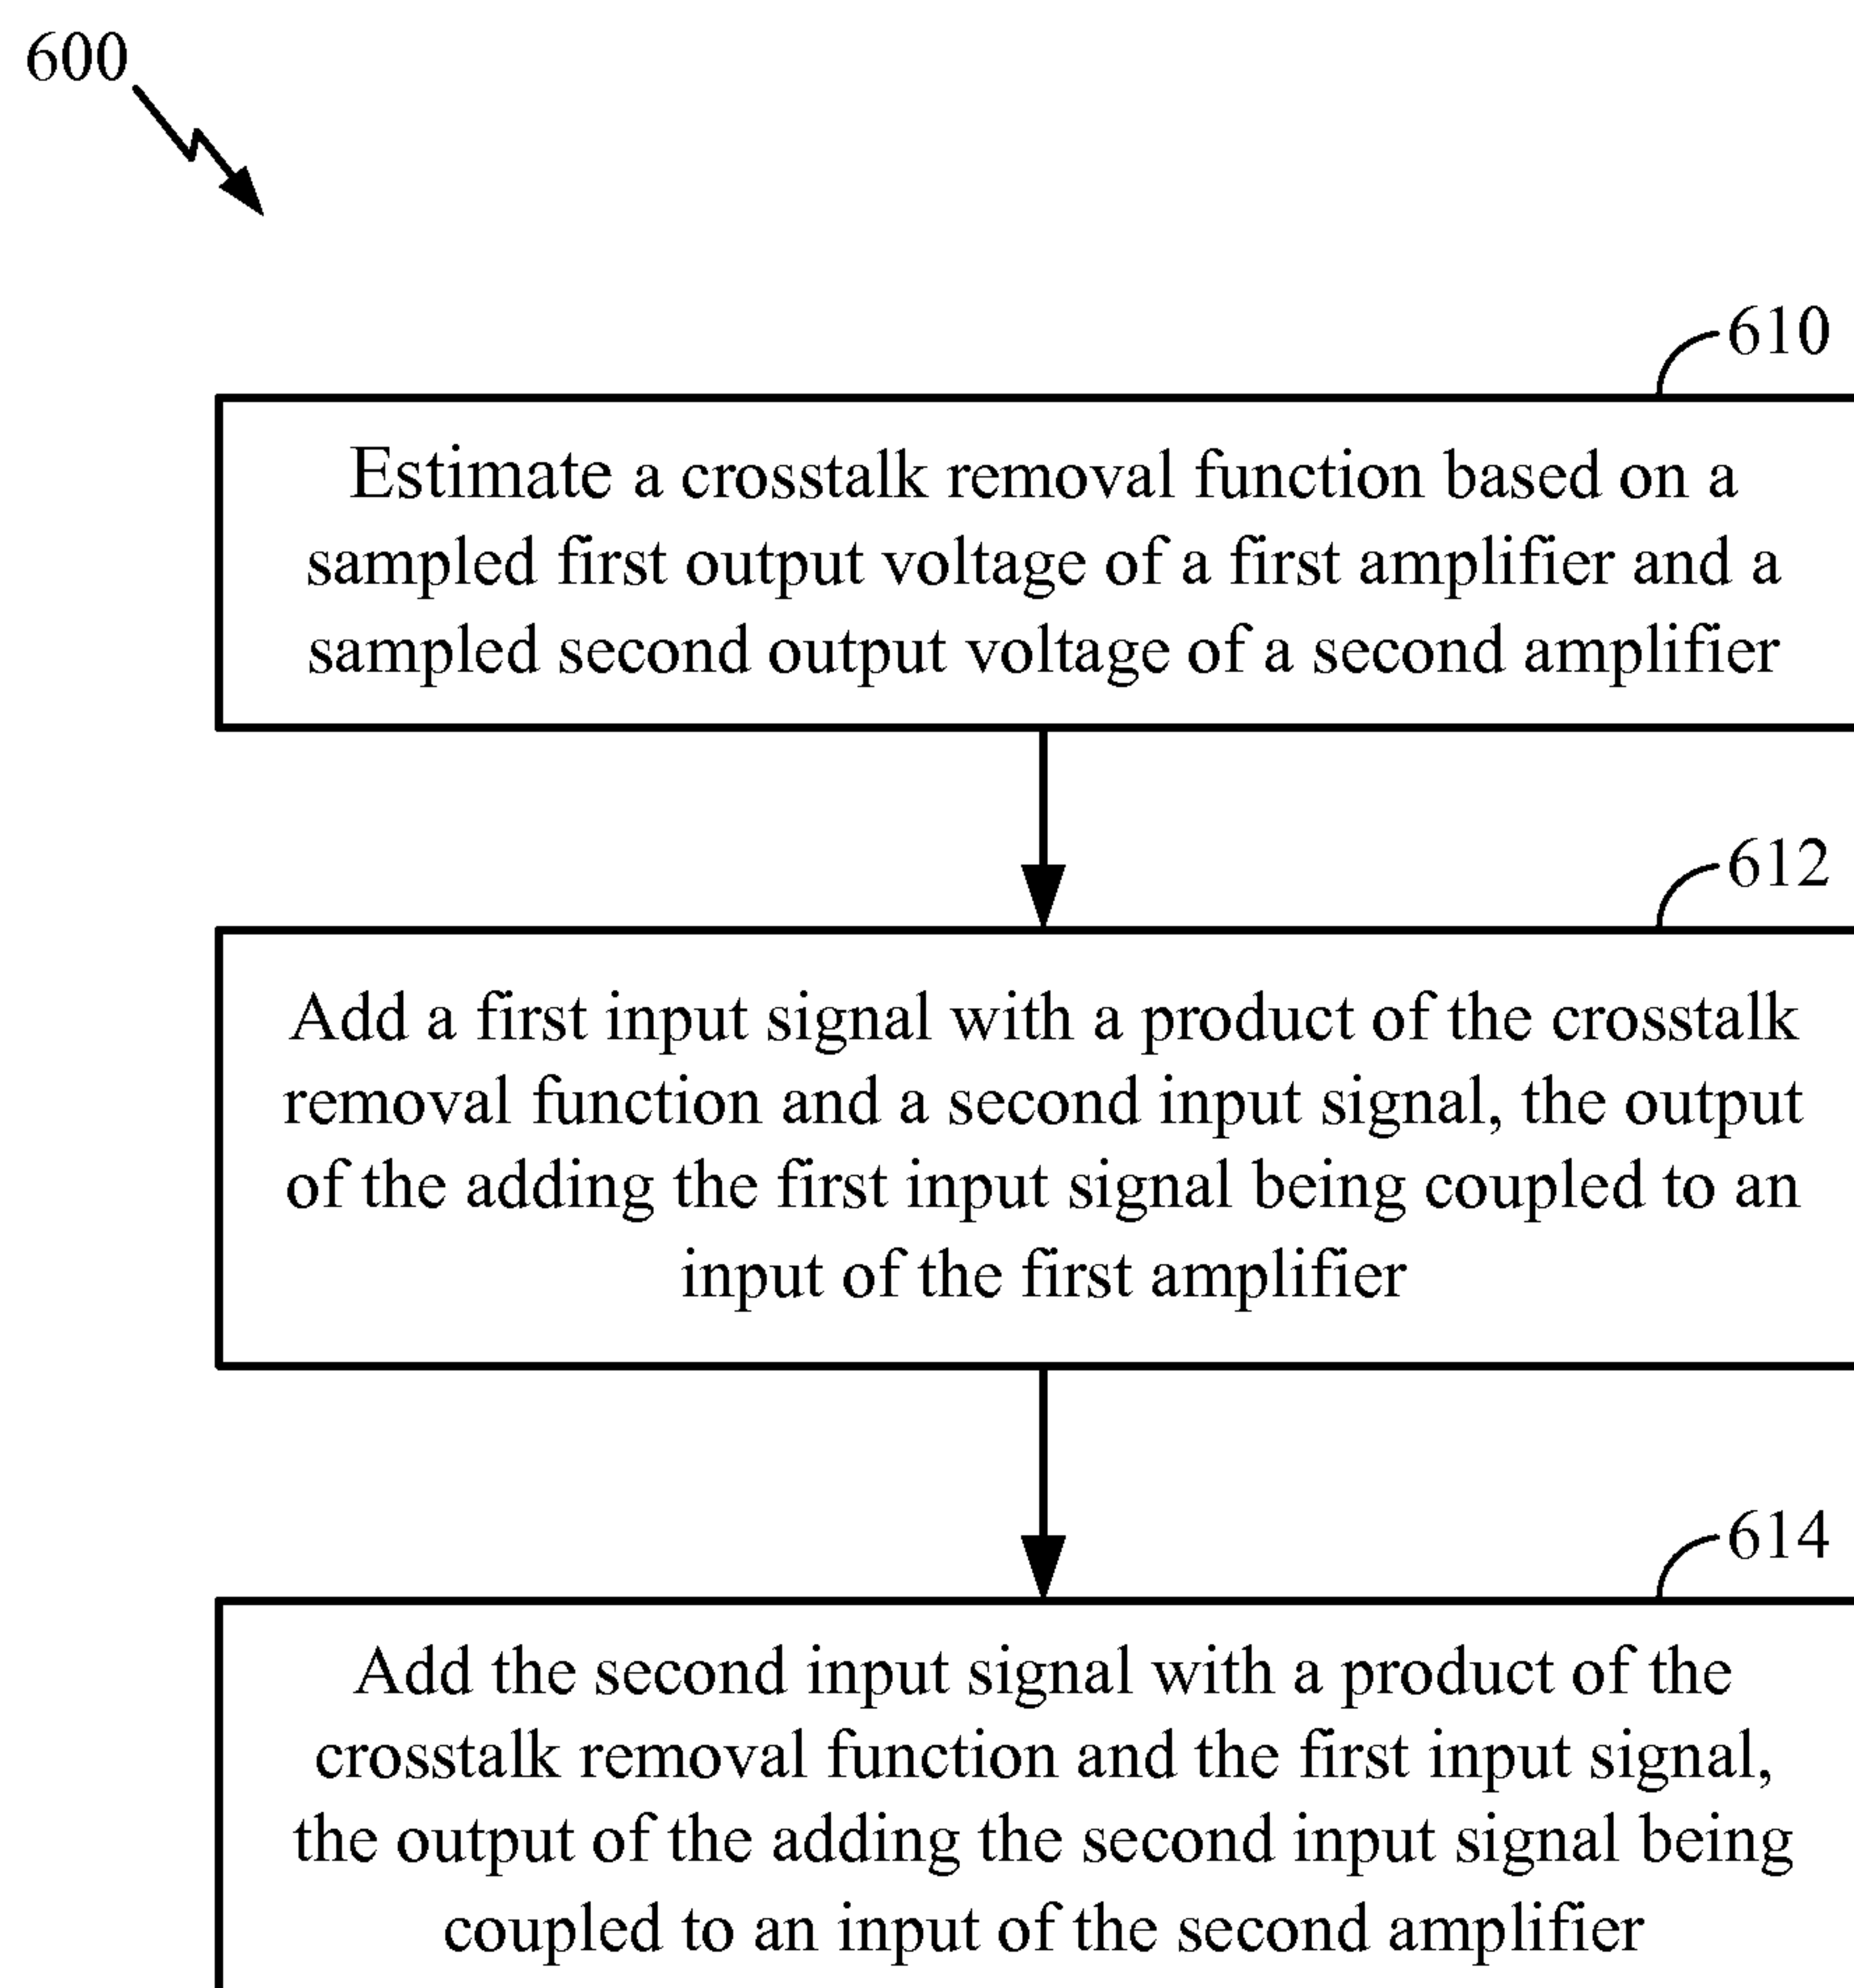 600
610
Estimate a crosstalk removal function based on a
sampled first output voltage of a first amplifier and a
sampled second output voltage of a second amplifier
612
Add a first input signal with a product of the crosstalk
removal function and a second input signal, the output
of the adding the first input signal being coupled to an
input of the first amplifier
614
Add the second input signal with a product of the
crosstalk removal function and the first input signal,
the output of the adding the second input signal being
coupled to an input of the second amplifier